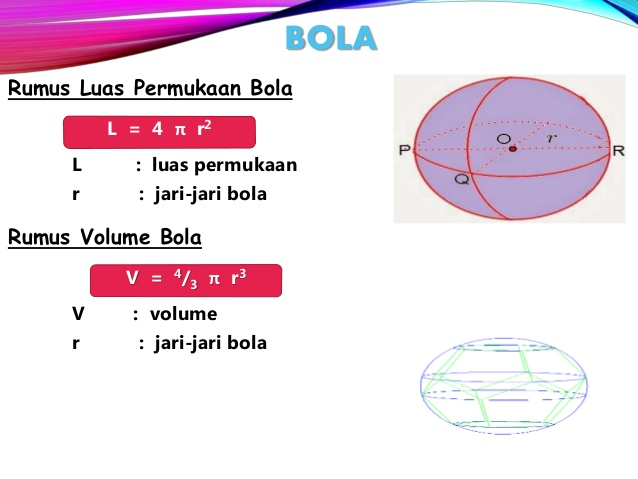 BOLA
Rumus Luas Permukaan Bola
L = 4 π r²
L : luas permukaan
r : jari-jari bola
P
O
r
R
Q
Rumus Volume Bola
V = ⁴/₃ π r³
V : volume
r : jari-jari bola